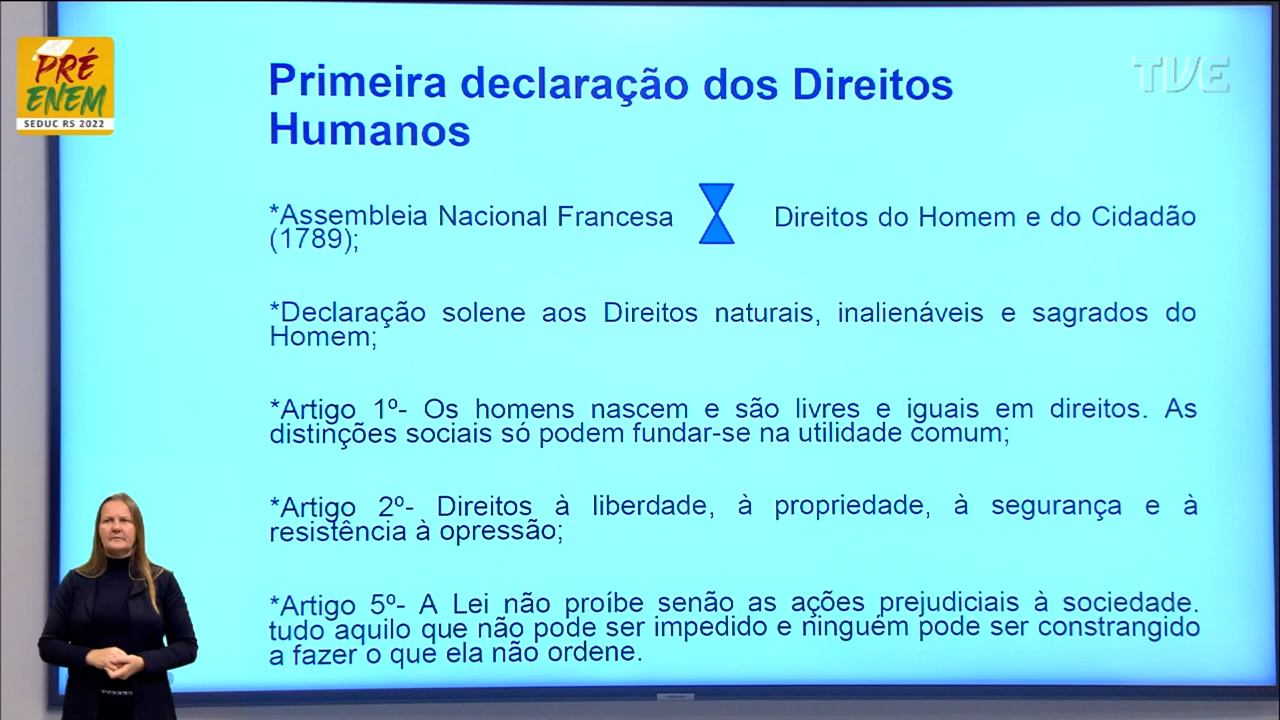 PRÉ
ENEM
SEDUC RS 2022
TVE
Primeira declaração dos Direitos
Humanos
*Assembleia Nacional Francesa Direitos do Homem e do Cidadão
(1789);
*Declaração solene aos Direitos naturais, inalienáveis e sagrados do
Homem;
*Artigo 1º- Os homens nascem e são livres e iguais em direitos. As
distinções sociais só podem fundar-se na utilidade comum;
*Artigo 2º- Direitos à liberdade, à propriedade, à segurança e à
resistência à opressão;
*Artigo 5º- A Lei não proíbe senão as ações prejudiciais à sociedade.
tudo aquilo que não pode ser impedido e ninguém pode ser constrangido
a fazer o que ela não ordene.